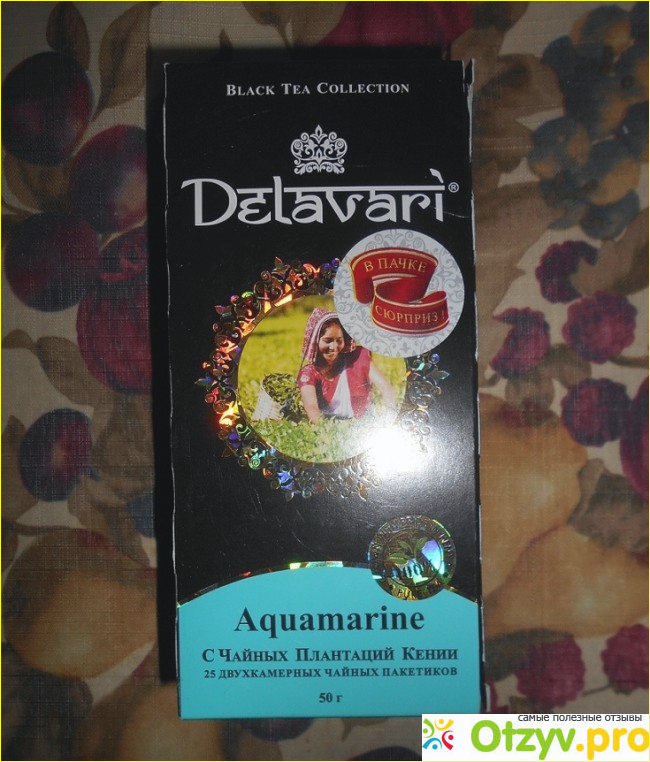 BLACK TEA COLLECTION
Delavari®
В ПАЧКЕ
СЮРПРИЗ!
100%
Aquamarine
С ЧАЙНЫХ ПЛАНТАЦИЙ КЕНИИ
25 ДВУХКАМЕРНЫХ ЧАЙНЫХ ПАКЕТИКОВ
50 г
самые полезные отзывы
Otzyv.pro